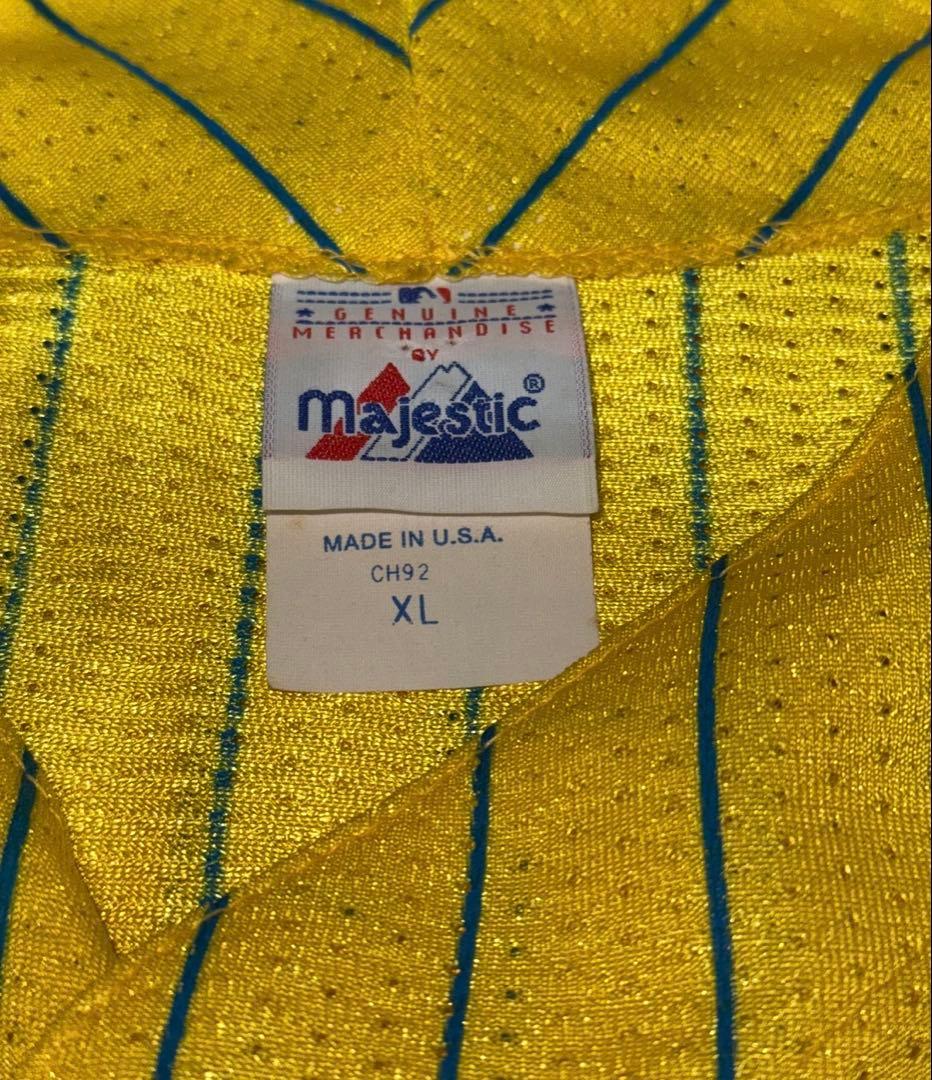 GENUINE
MERCHANDISE
BY
Majestic®
MADE IN U.S.A.
CH92
XL